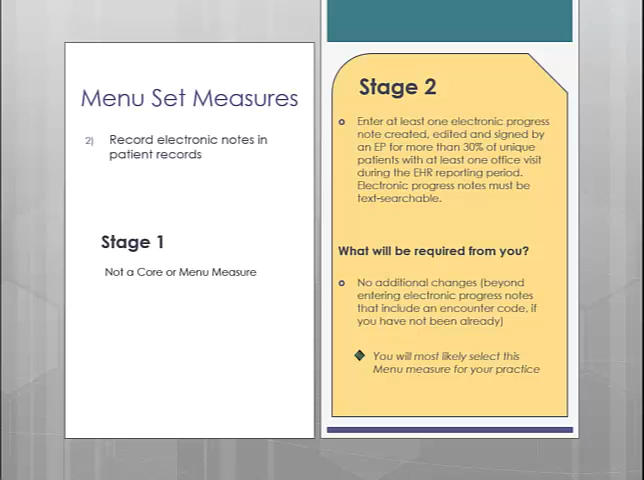 Menu Set Measures
2) Record electronic notes in
patient records
Stage 1
Not a Core or Menu Measure
Stage 2
Enter at least one electronic progress
note created, edited and signed by
an EP for more than 30% of unique
patients with at least one office visit
during the EHR reporting period.
Electronic progress notes must be
text-searchable.
What will be required from you?
No additional changes (beyond
entering electronic progress notes
that include an encounter code, if
you have not been already)
You will most likely select this
Menu measure for your practice